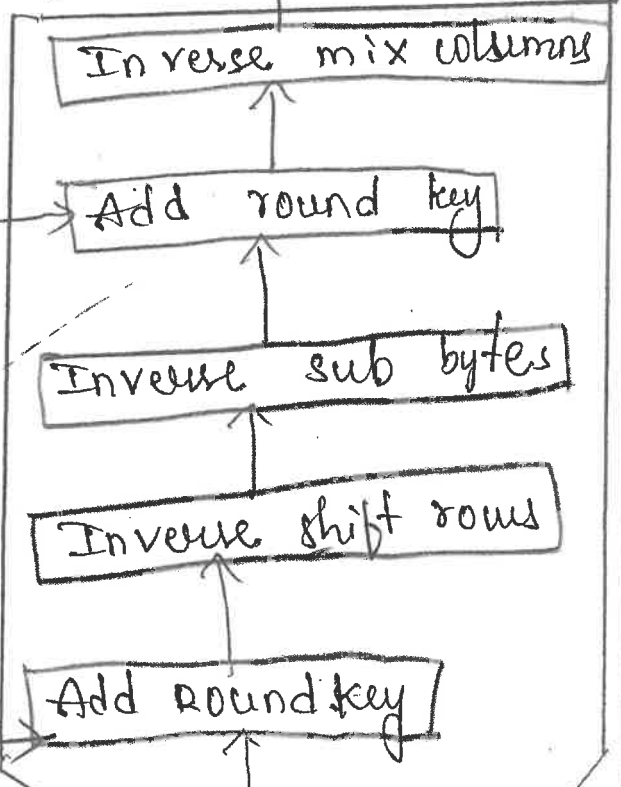 Inverse mix columns
Add round key
Inverse sub bytes
Inverse shift rows
Add Round key